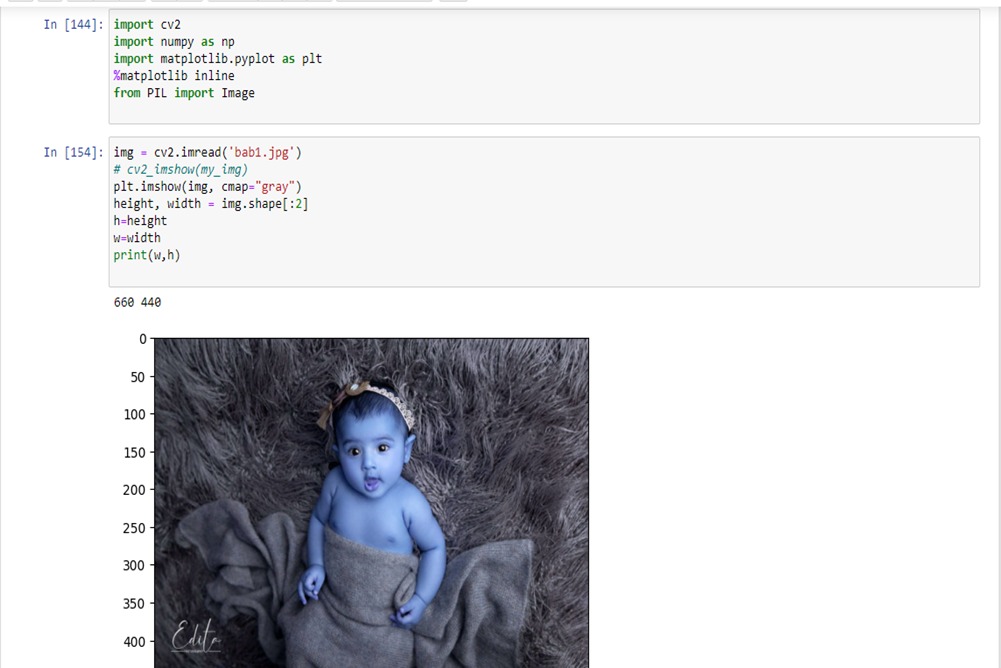 In [144]: import cv2
import numpy as np
import matplotlib.pyplot as plt
%matplotlib inline
from PIL import Image
In [154]: img = cv2.imread('bab1.jpg')
# cv2_imshow(my_img)
plt.imshow(img, cmap="gray")
height, width = img.shape[:2]
h=height
w=width
print(w,h)
660 440
0
50
100
150
200
250
300
350
400
Edita